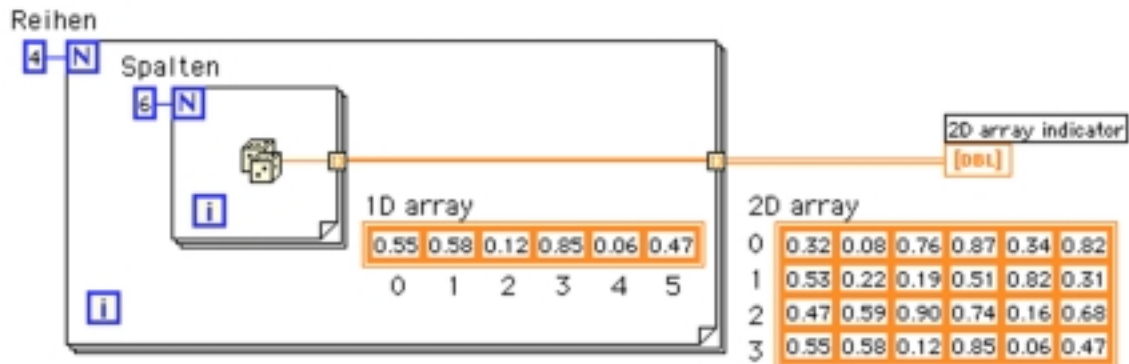 Reihen
4 N
Spalten
6 N
i
i
2D array indicator
[DBL]
1D array
0.55 0.58 0.12 0.85 0.06 0.47
0 1 2 3 4 5
2D array
0 0.32 0.08 0.76 0.87 0.34 0.82
1 0.53 0.22 0.19 0.51 0.82 0.31
2 0.47 0.59 0.90 0.74 0.16 0.68
3 0.55 0.58 0.12 0.85 0.06 0.47